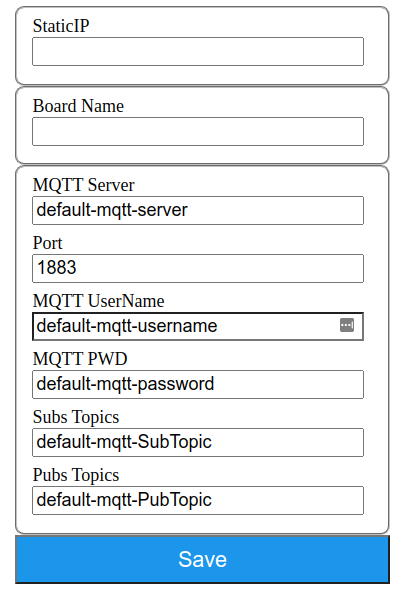 StaticIP
Board Name
MQTT Server
default-mqtt-server
Port
1883
MQTT UserName
default-mqtt-username
MQTT PWD
default-mqtt-password
Subs Topics
default-mqtt-SubTopic
Pubs Topics
default-mqtt-PubTopic
Save